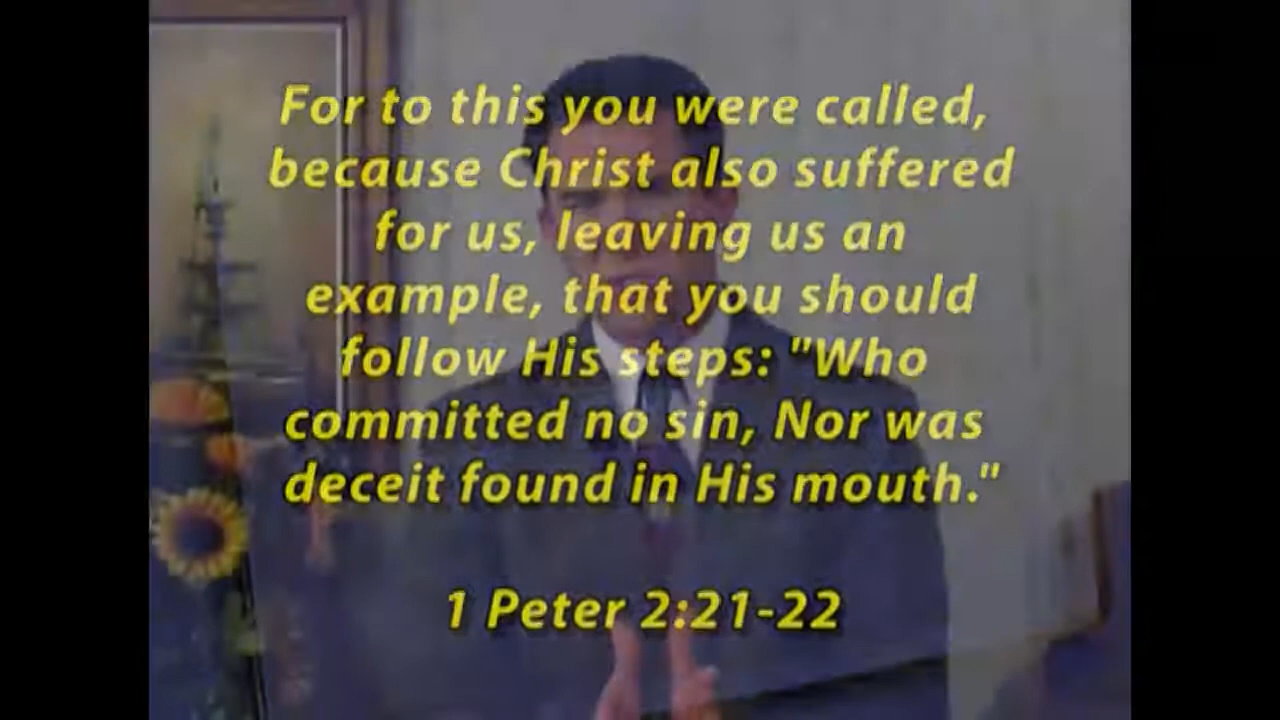 For to this you were called,
because Christ also suffered
for us, leaving us an
example, that you should
follow His steps: "Who
committed no sin, Nor was
deceit found in His mouth."
1 Peter 2:21-22